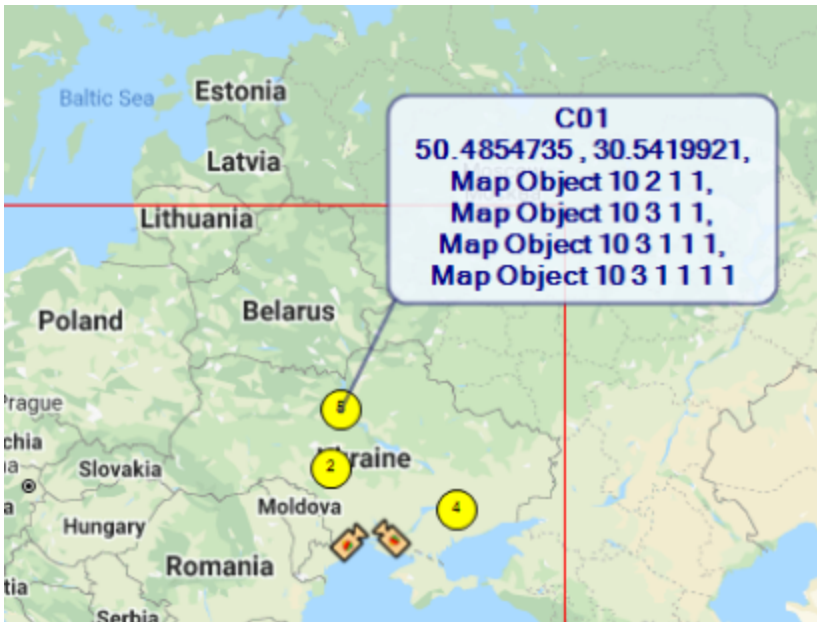 Baltic Sea
Estonia
C01
50.4854735 , 30.5419921,
Latvia
Map Object 10 2 1 1,
Lithuania
Map Object 10 3 1 1,
Map Object 10 3 1 1 1,
Map Object 10 3 1 1 1 1
Belarus
Poland
Prague
chia
Ukraine
2
Slovakia
a
Moldova
4
Hungary
Romania
tia
Serbia